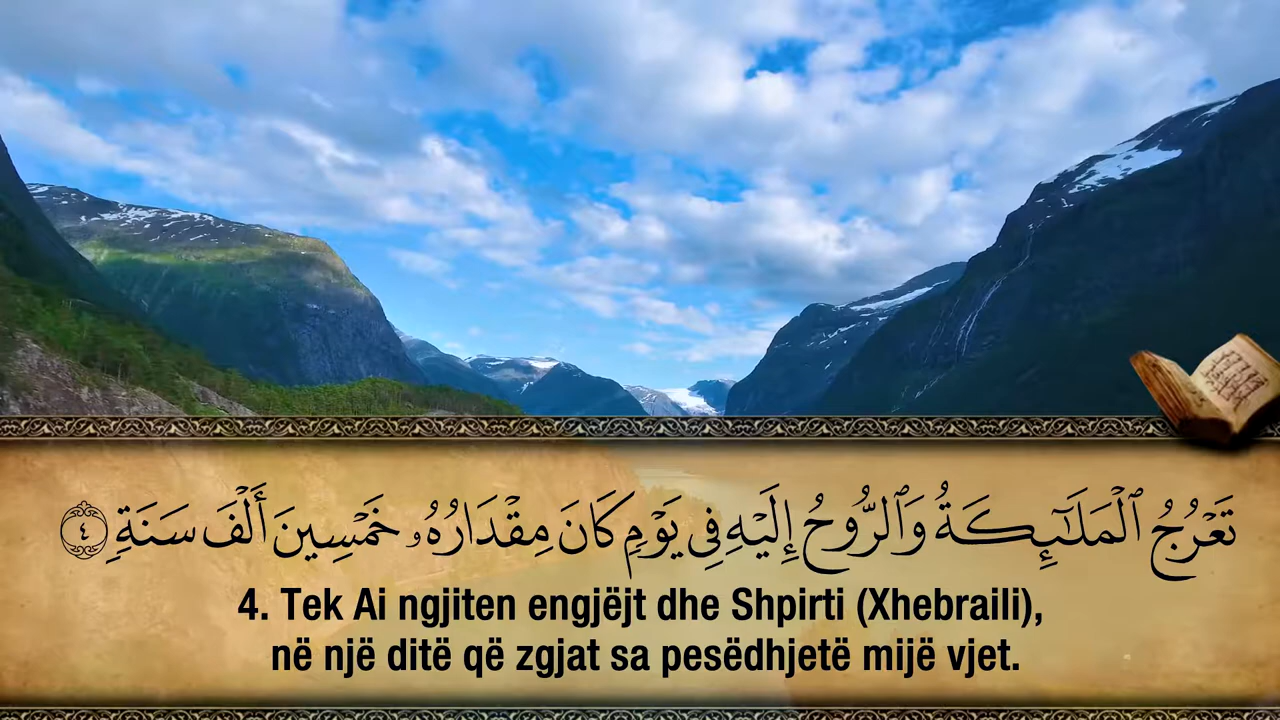 تَعْرُجُ ٱلْمَلَـٰٓئِكَةُ وَٱلرُّوحُ إِلَيْهِ فِى يَوْمٍ كَانَ مِقْدَارُهُۥ خَمْسِينَ أَلْفَ سَنَةٍ ٤
4. Tek Ai ngjiten engjëjt dhe Shpirti (Xhebraili),
në një ditë që zgjat sa pesëdhjetë mijë vjet.